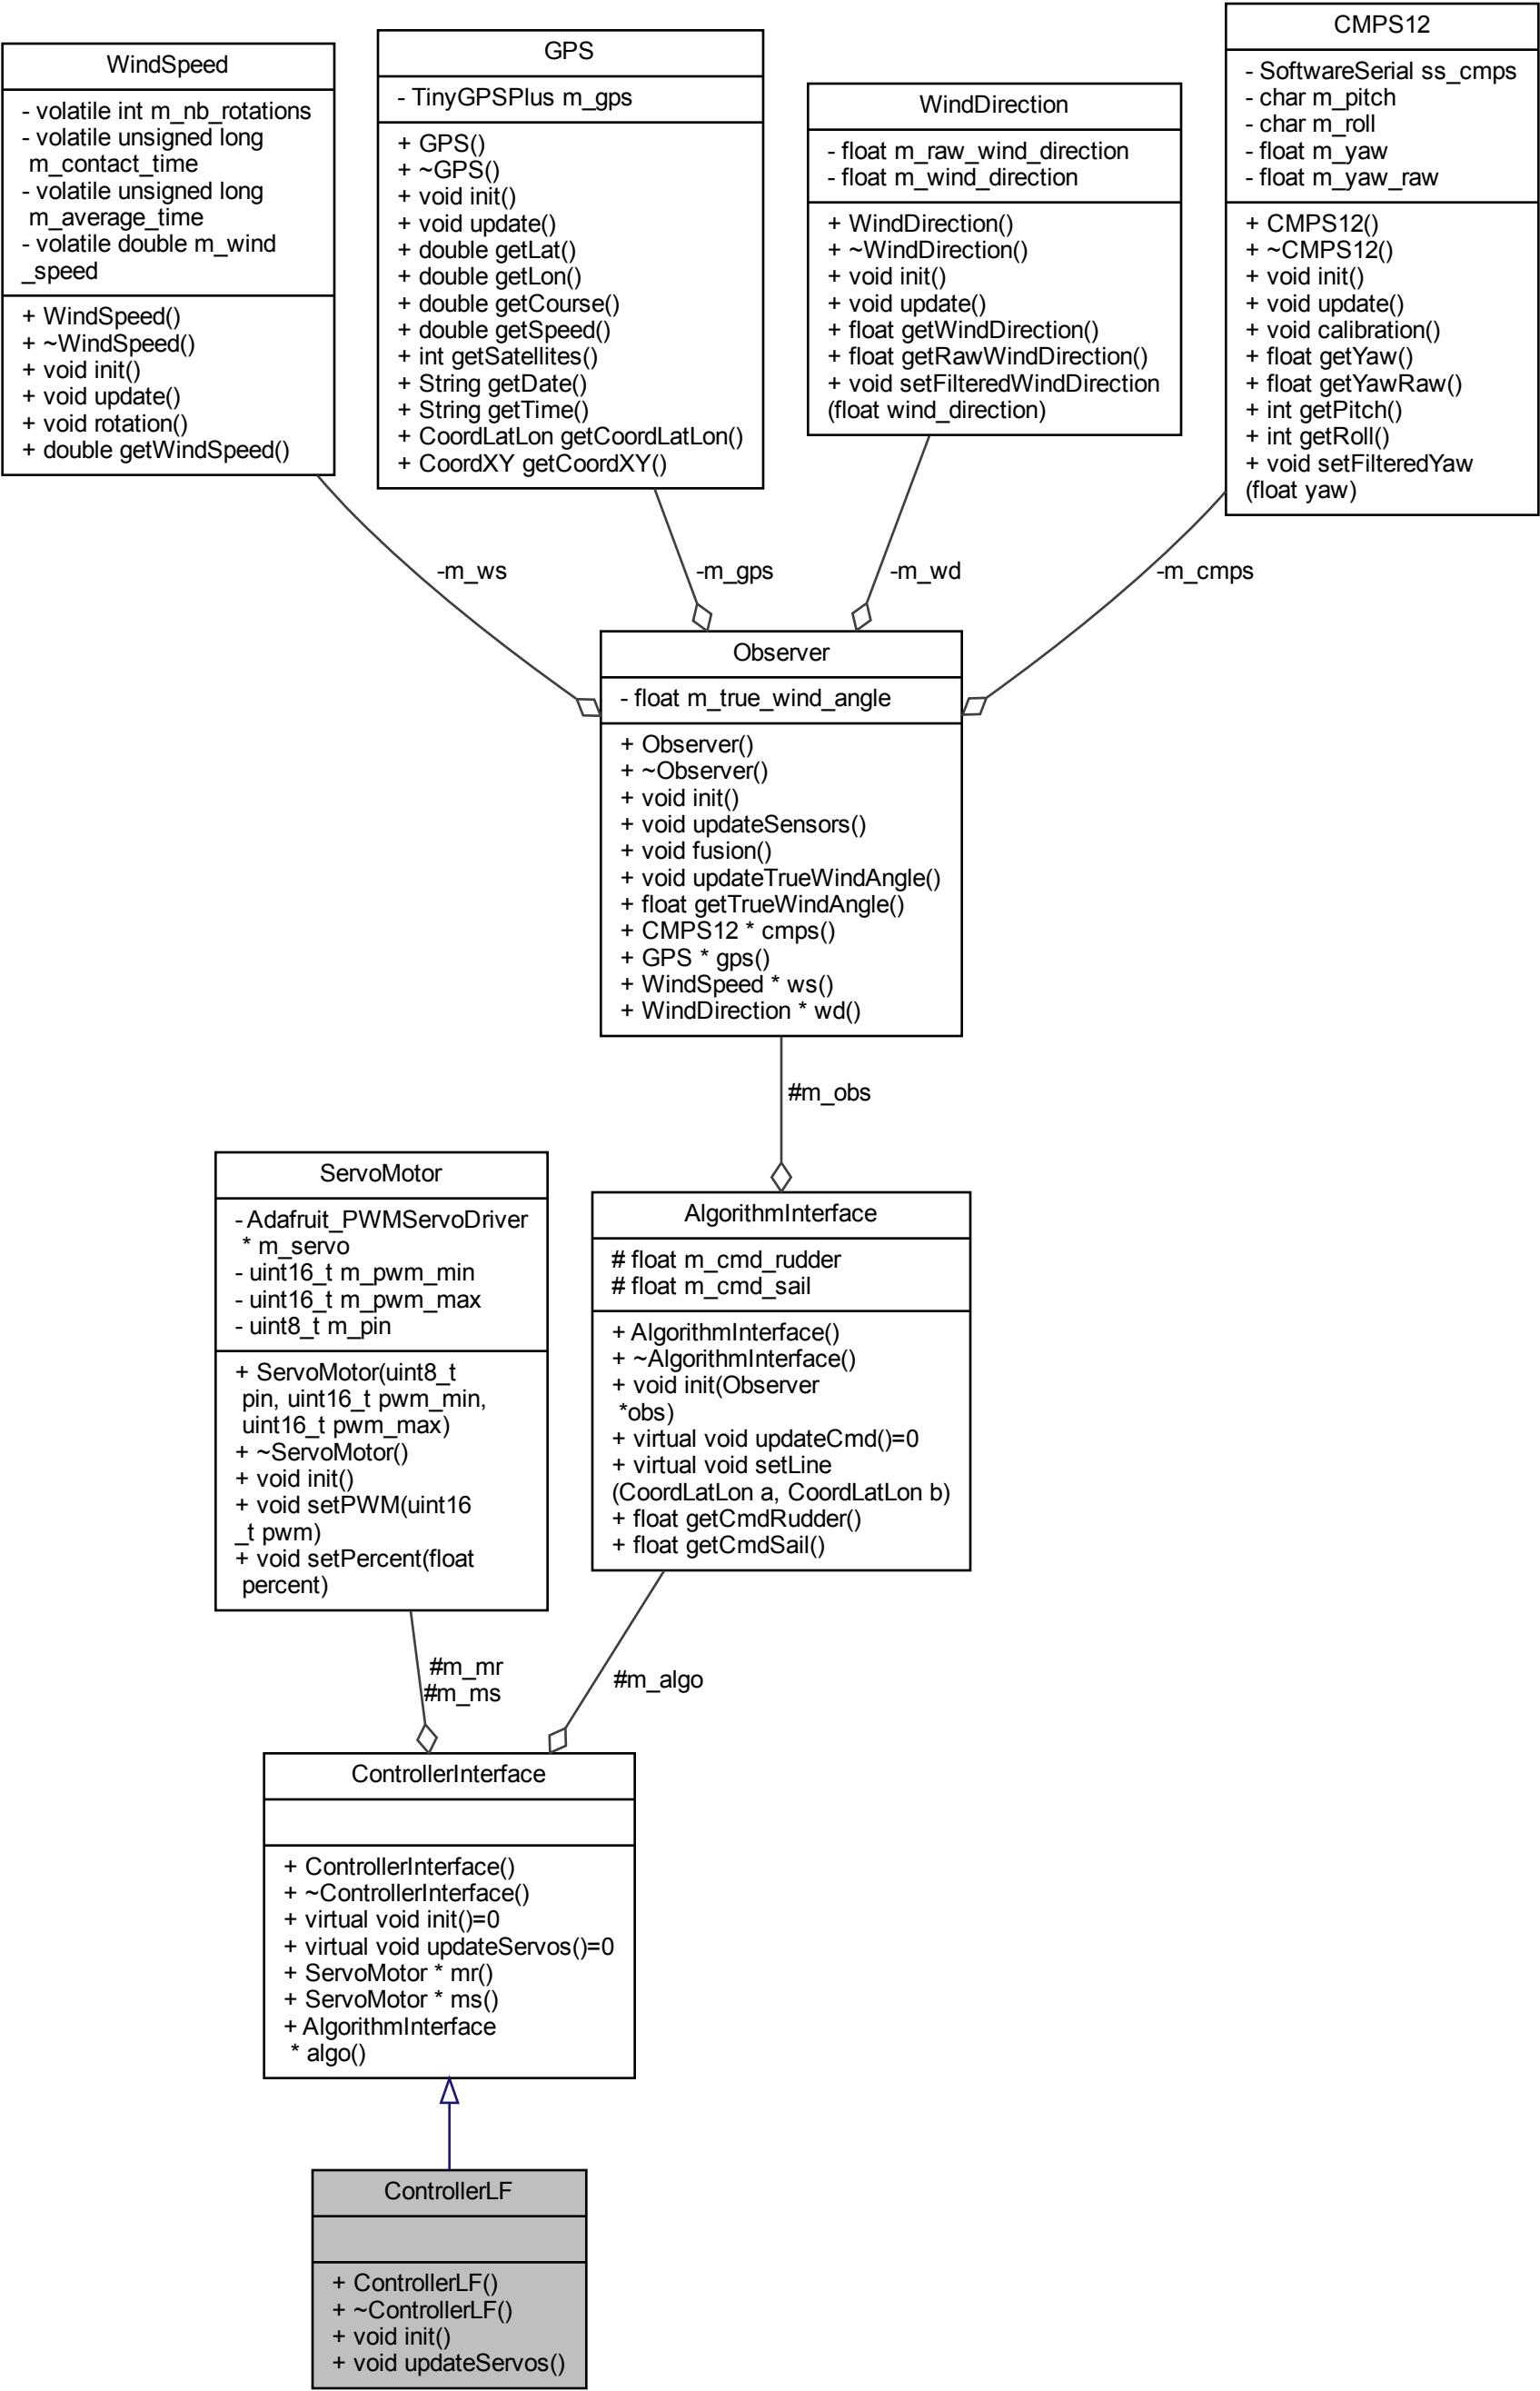 WindSpeed
- volatile int m_nb_rotations
- volatile unsigned long
m_contact_time
- volatile unsigned long
m_average_time
- volatile double m_wind
_speed
+ WindSpeed()
+ ~WindSpeed()
+ void init()
+ void update()
+ void rotation()
+ double getWindSpeed()
GPS
- TinyGPSPlus m_gps
+ GPS()
+ ~GPS()
+ void init()
+ void update()
+ double getLat()
+ double getLon()
+ double getCourse()
+ double getSpeed()
+ int getSatellites()
+ String getDate()
+ String getTime()
+ CoordLatLon getCoordLatLon()
+ CoordXY getCoordXY()
WindDirection
- float m_raw_wind_direction
- float m_wind_direction
+ WindDirection()
+ ~WindDirection()
+ void init()
+ void update()
+ float getWindDirection()
+ float getRawWindDirection()
+ void setFilteredWindDirection
(float wind_direction)
CMPS12
- SoftwareSerial ss_cmps
- char m_pitch
- char m_roll
- float m_yaw
- float m_yaw_raw
+ CMPS12()
+ ~CMPS12()
+ void init()
+ void update()
+ void calibration()
+ float getYaw()
+ float getYawRaw()
+ int getPitch()
+ int getRoll()
+ void setFilteredYaw
(float yaw)
-m_ws
-m_gps
-m_wd
-m_cmps
Observer
- float m_true_wind_angle
+ Observer()
+ ~Observer()
+ void init()
+ void updateSensors()
+ void fusion()
+ void updateTrueWindAngle()
+ float getTrueWindAngle()
+ CMPS12 * cmps()
+ GPS * gps()
+ WindSpeed * ws()
+ WindDirection * wd()
#m_obs
ServoMotor
- Adafruit_PWMServoDriver
* m_servo
- uint16_t m_pwm_min
- uint16_t m_pwm_max
- uint8_t m_pin
+ ServoMotor(uint8_t
pin, uint16_t pwm_min,
uint16_t pwm_max)
+ ~ServoMotor()
+ void init()
+ void setPWM(uint16
_t pwm)
+ void setPercent(float
percent)
AlgorithmInterface
# float m_cmd_rudder
# float m_cmd_sail
+ AlgorithmInterface()
+ ~AlgorithmInterface()
+ void init(Observer
*obs)
+ virtual void updateCmd()=0
+ virtual void setLine
(CoordLatLon a, CoordLatLon b)
+ float getCmdRudder()
+ float getCmdSail()
#m_mr
#m_ms
#m_algo
ControllerInterface
+ ControllerInterface()
+ ~ControllerInterface()
+ virtual void init()=0
+ virtual void updateServos()=0
+ ServoMotor * mr()
+ ServoMotor * ms()
+ AlgorithmInterface
* algo()
ControllerLF
+ ControllerLF()
+ ~ControllerLF()
+ void init()
+ void updateServos()